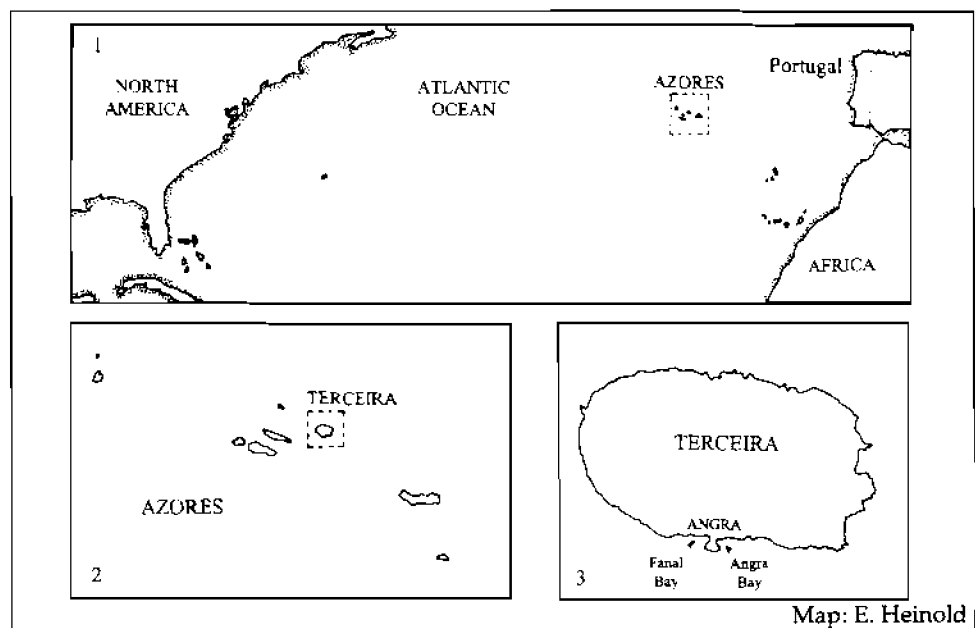 1
NORTH
AMERICA
ATLANTIC
OCEAN
AZORES
Portugal
AFRICA
TERCEIRA
AZORES
2
TERCEIRA
ANGRA
Fanal
Bay
Angra
Bay
3
Map: E. Heinold